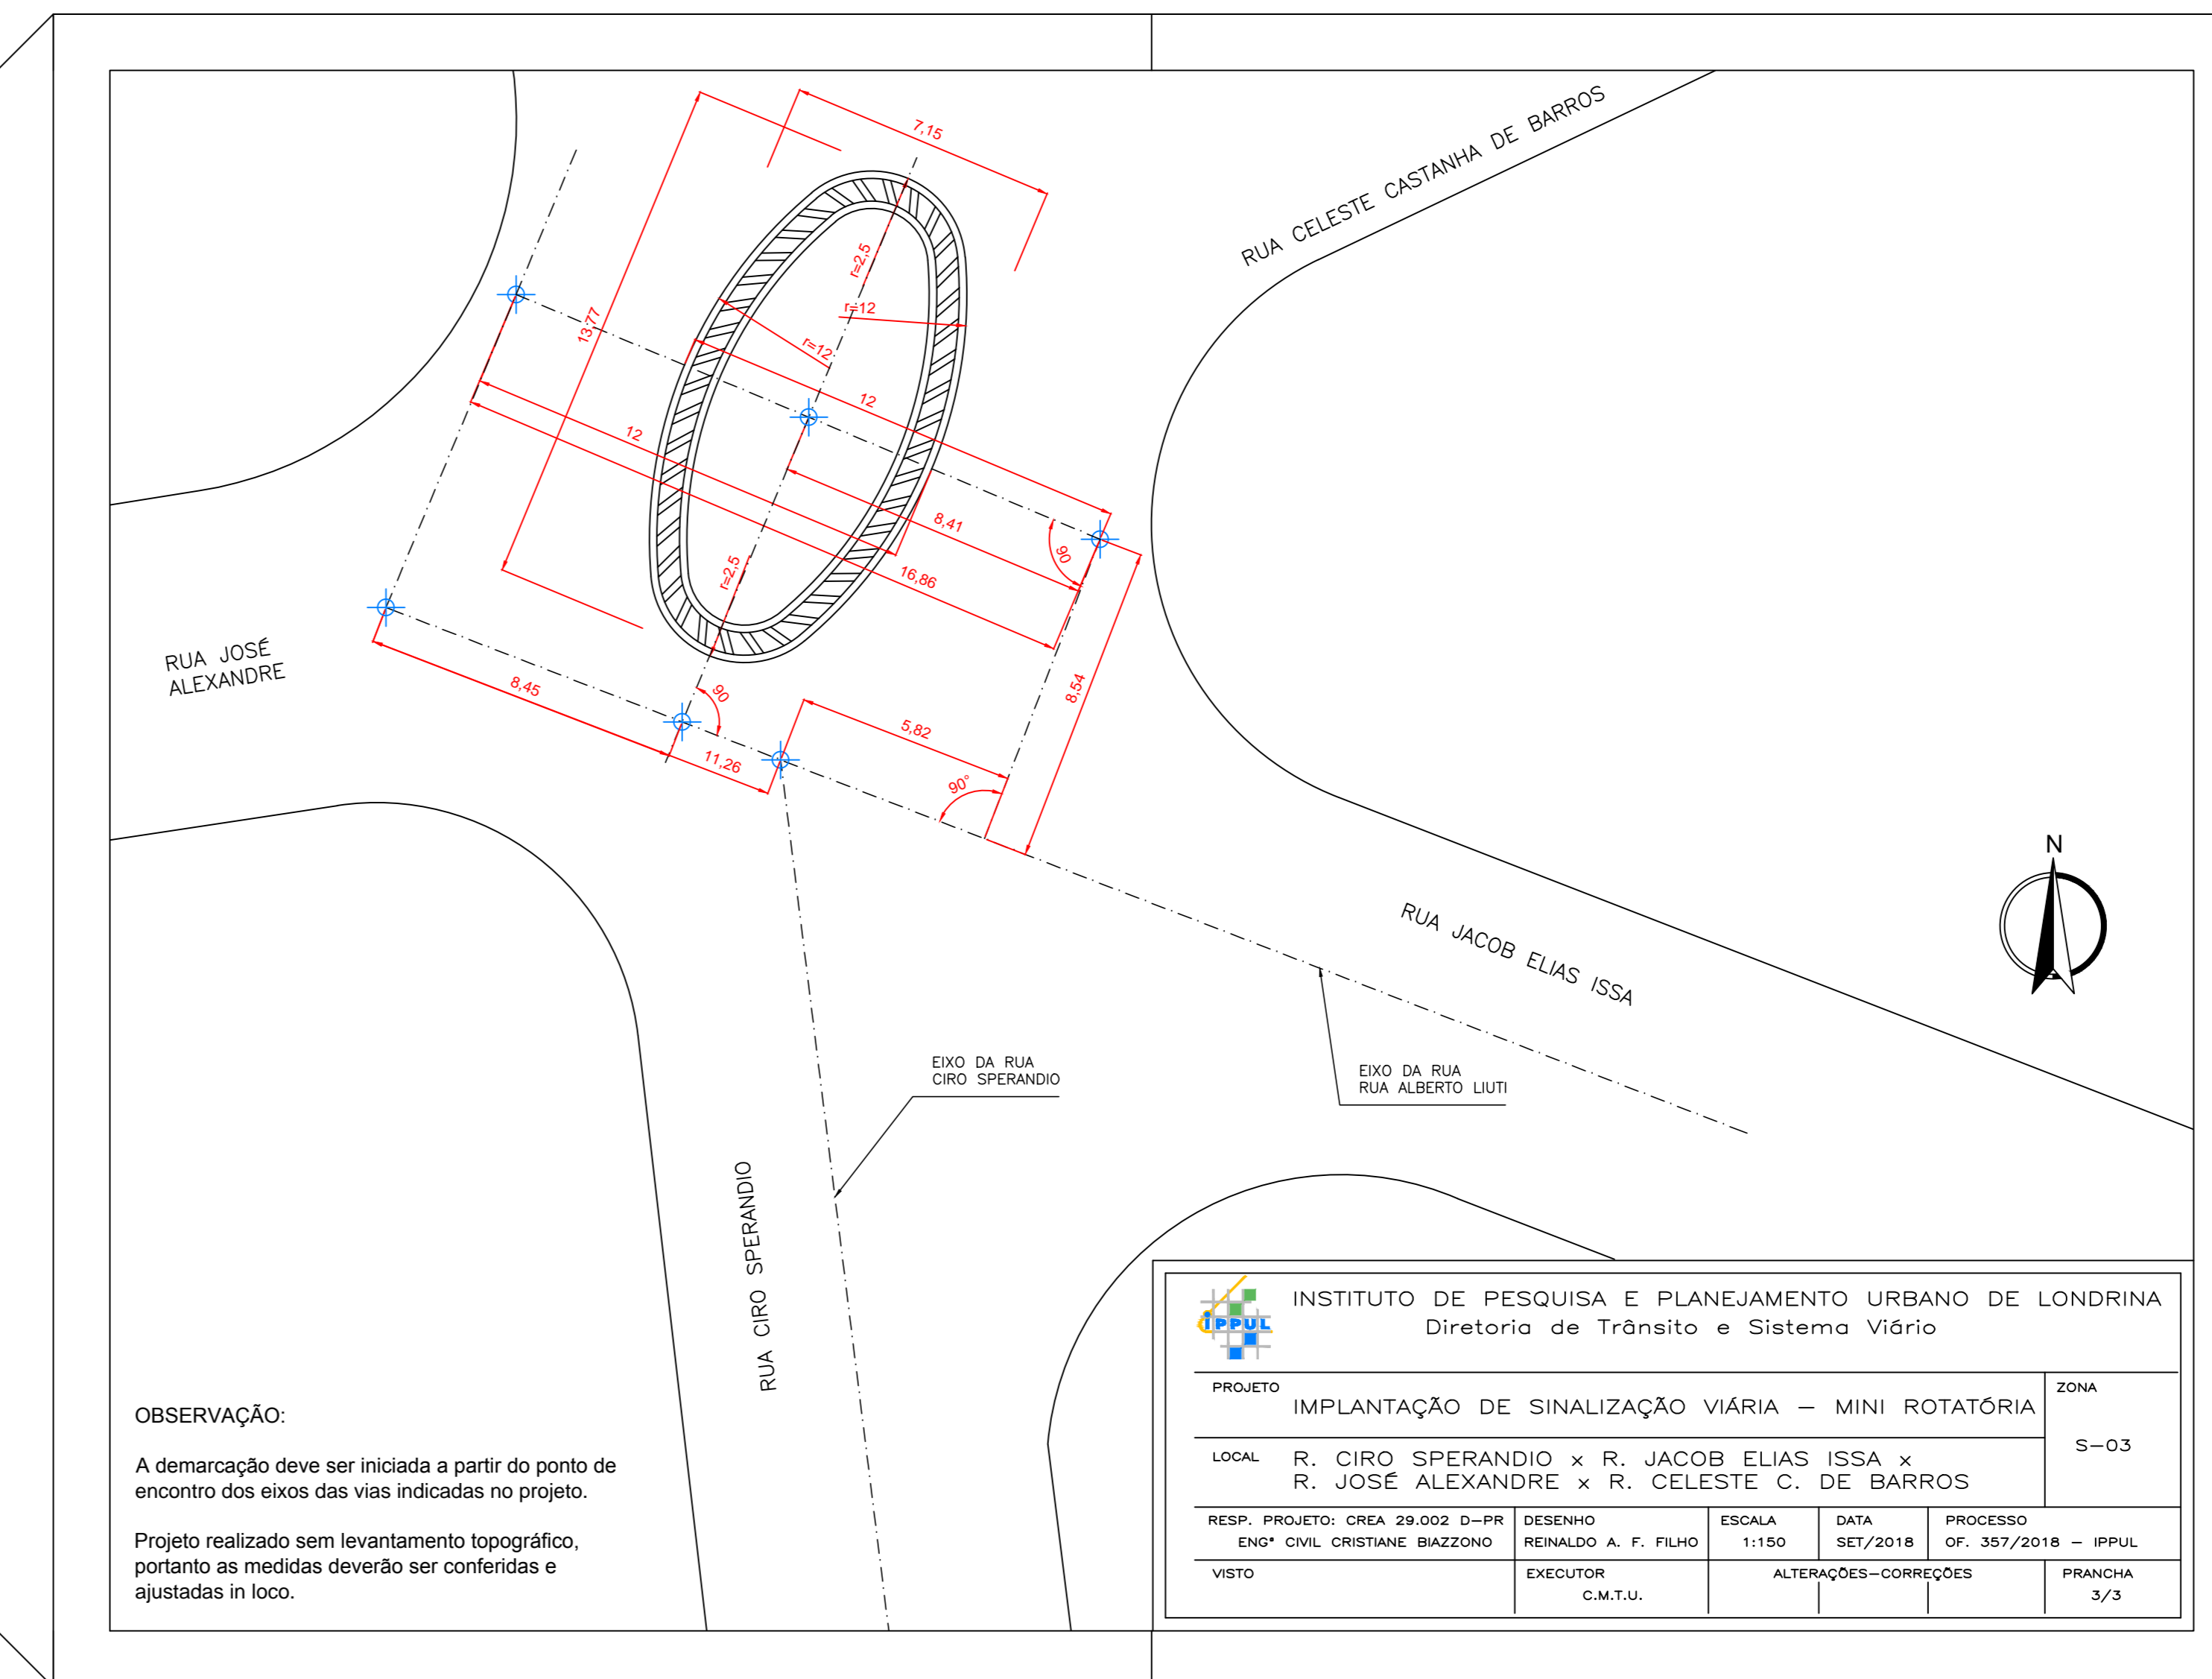 7,15
RUA CELESTE CASTANHA DE BARROS
r=2,5
r=12
13,77
r=12
12
12
8,41
90
16,86
r=2,5
RUA JOSÉ
ALEXANDRE
8,45
90
8,54
5,82
11,26
90°
N
RUA JACOB ELIAS ISSA
EIXO DA RUA
CIRO SPERANDIO
EIXO DA RUA
RUA ALBERTO LIUTI
RUA CIRO SPERANDIO
OBSERVAÇÃO:
A demarcação deve ser iniciada a partir do ponto de
encontro dos eixos das vias indicadas no projeto.
Projeto realizado sem levantamento topográfico,
portanto as medidas deverão ser conferidas e
ajustadas in loco.
IPPUL
INSTITUTO DE PESQUISA E PLANEJAMENTO URBANO DE LONDRINA
Diretoria de Trânsito e Sistema Viário
PROJETO
IMPLANTAÇÃO DE SINALIZAÇÃO VIÁRIA – MINI ROTATÓRIA
ZONA
S-03
LOCAL
R. CIRO SPERANDIO x R. JACOB ELIAS ISSA x
R. JOSÉ ALEXANDRE x R. CELESTE C. DE BARROS
RESP. PROJETO: CREA 29.002 D-PR
ENGª CIVIL CRISTIANE BIAZZONO
DESENHO
REINALDO A. F. FILHO
ESCALA
1:150
DATA
SET/2018
PROCESSO
OF. 357/2018 – IPPUL
VISTO
EXECUTOR
C.M.T.U.
ALTERAÇÕES-CORREÇÕES
PRANCHA
3/3